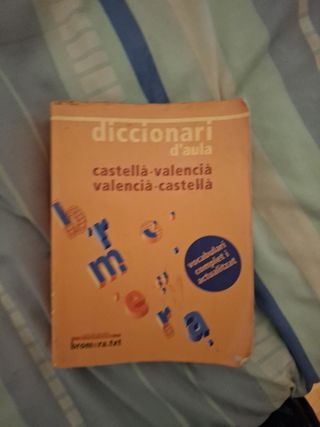 diccionari
d'aula
castellà-valencià
valencià-castellà
vocabulari
complet i
actualitzat
bromera.txt